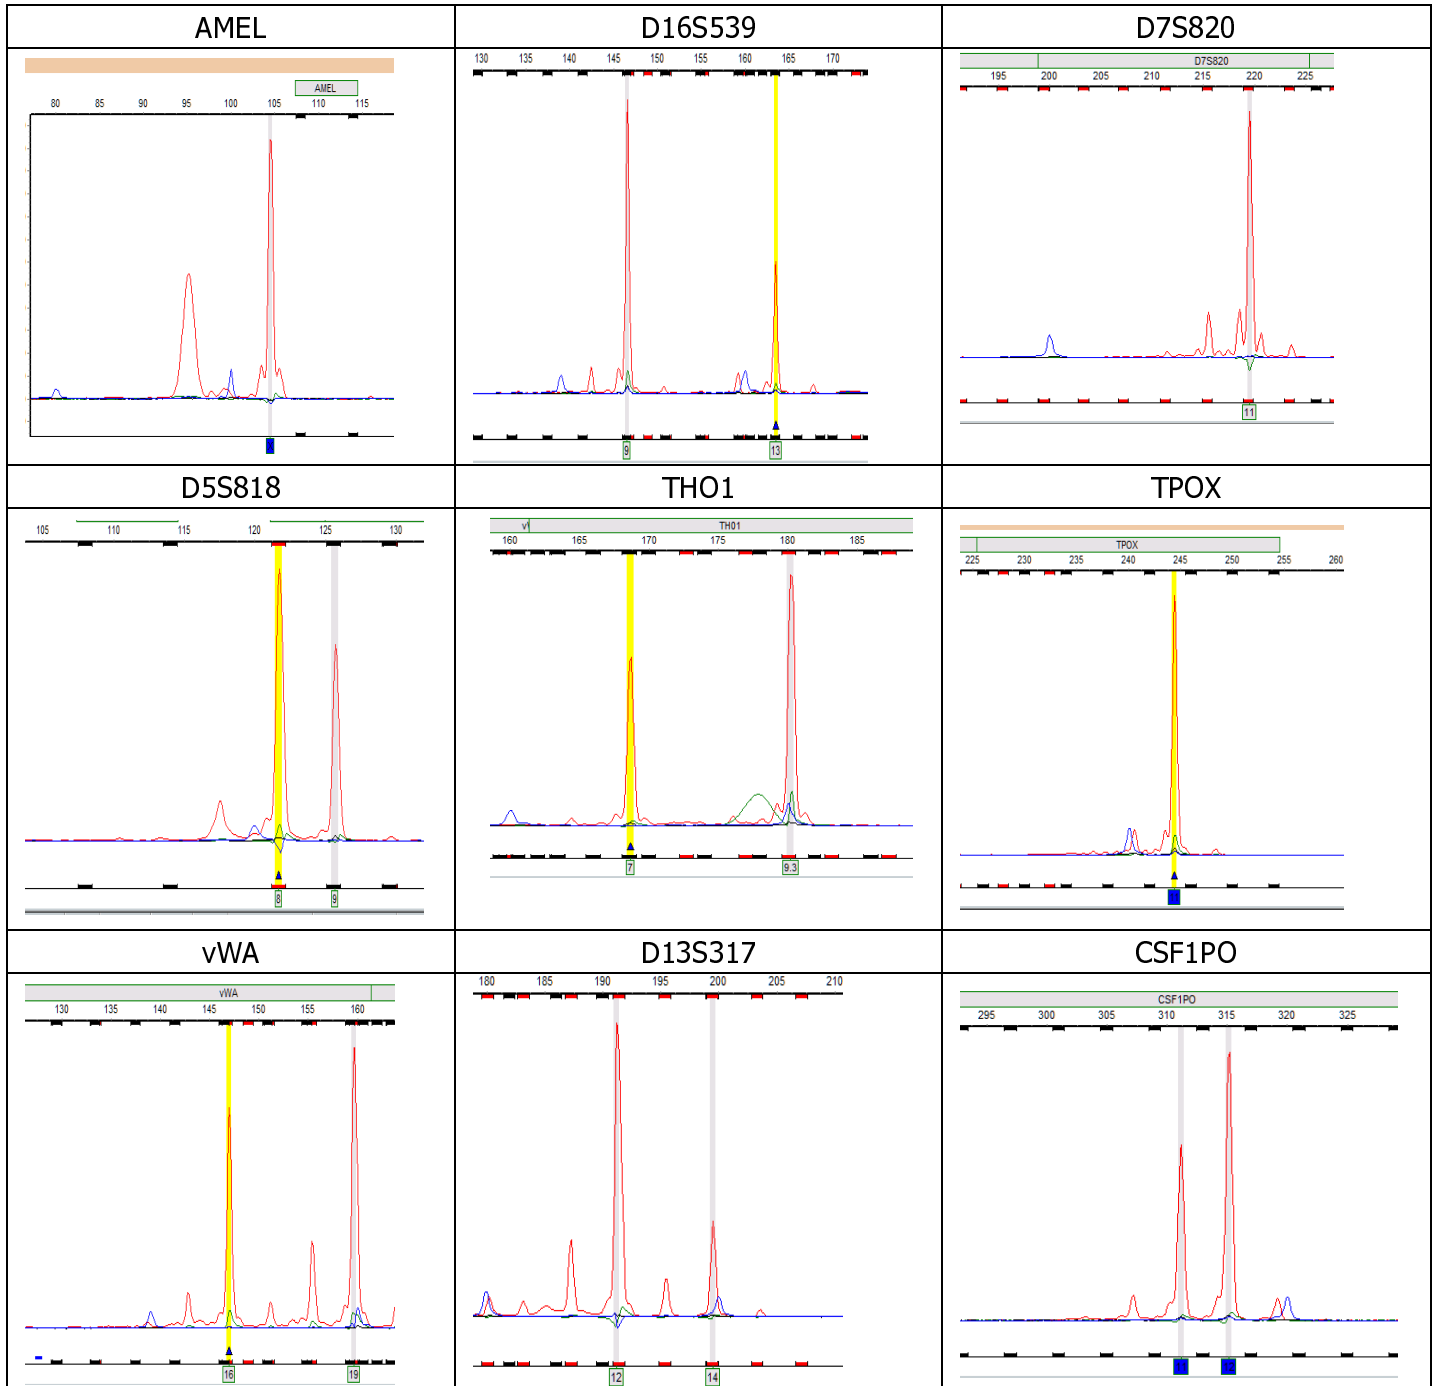 AMEL D16S539 D7S820
AMEL
80 85 90 95 100 105 110 115
130 135 140 145 150 155 160 165 170
9 13
D7S820
195 200 205 210 215 220 225
11
D5S818 THO1 TPOX
105 110 115 120 125 130
8 9
TH01
160 165 170 175 180 185
7 9.3
TPOX
225 230 235 240 245 250 255 260
vWA D13S317 CSF1PO
vWA
130 135 140 145 150 155 160
16 19
180 185 190 195 200 205 210
12 14
CSF1PO
295 300 305 310 315 320 325
11 12